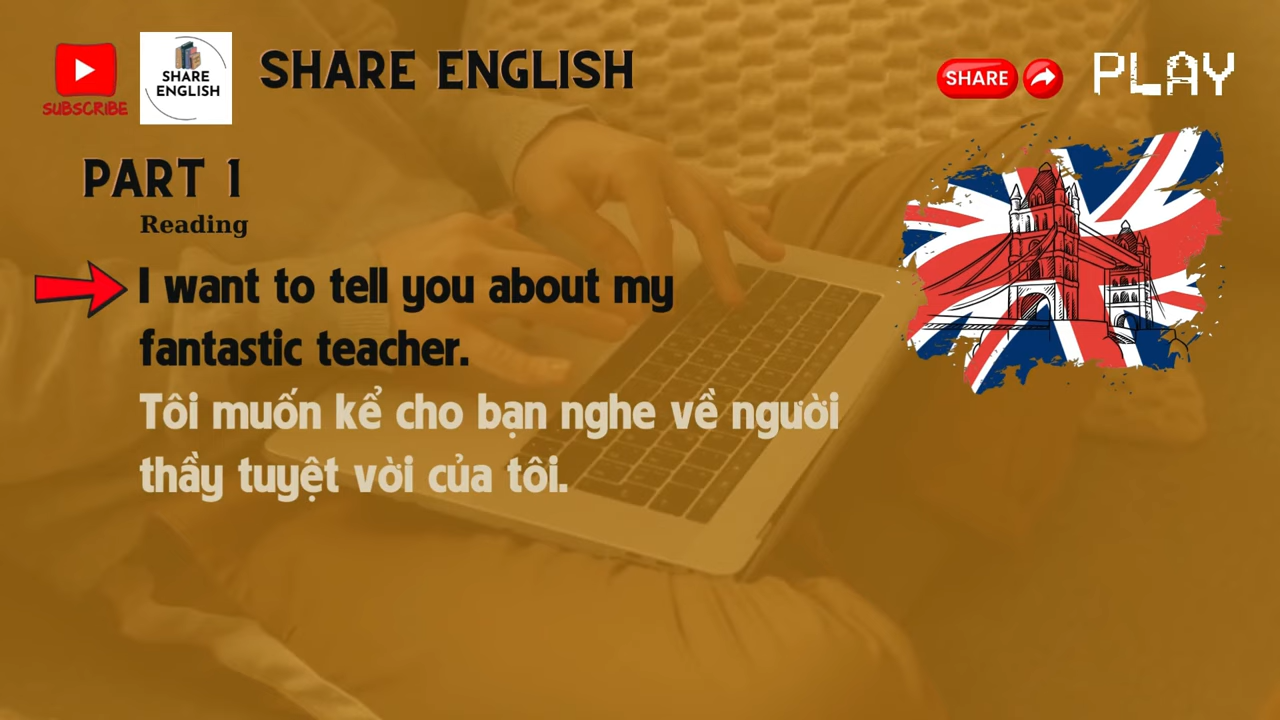 SUBSCRIBE
SHARE
ENGLISH
SHARE ENGLISH
SHARE
PLAY
PART 1
Reading
I want to tell you about my
fantastic teacher.
Tôi muốn kể cho bạn nghe về người
thầy tuyệt vời của tôi.